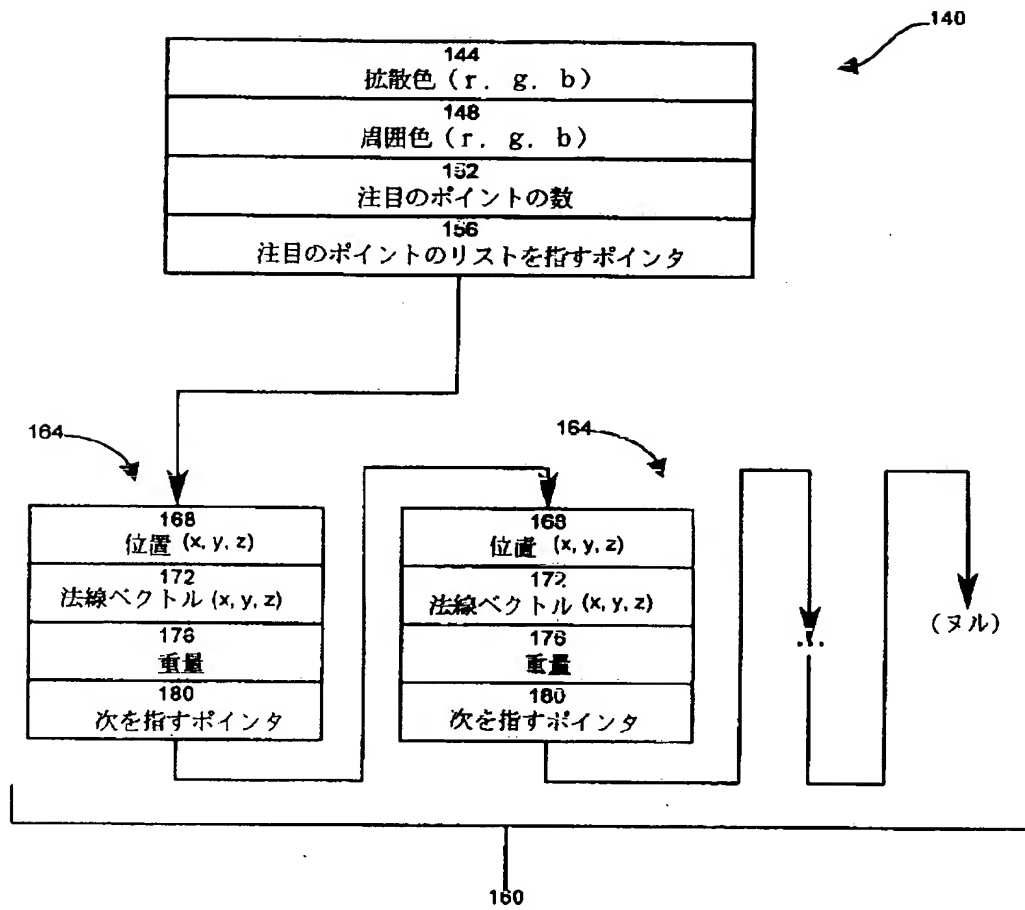 140
144
拡散色 (r. g. b)
148
周囲色 (r. g. b)
152
注目のポイントの数
156
注目のポイントのリストを指すポインタ
164
164
168
位置 (x, y, z)
172
法線ベクトル (x, y, z)
176
重量
180
次を指すポインタ
168
位置 (x, y, z)
172
法線ベクトル (x, y, z)
176
重量
180
次を指すポインタ
...
(ヌル)
160